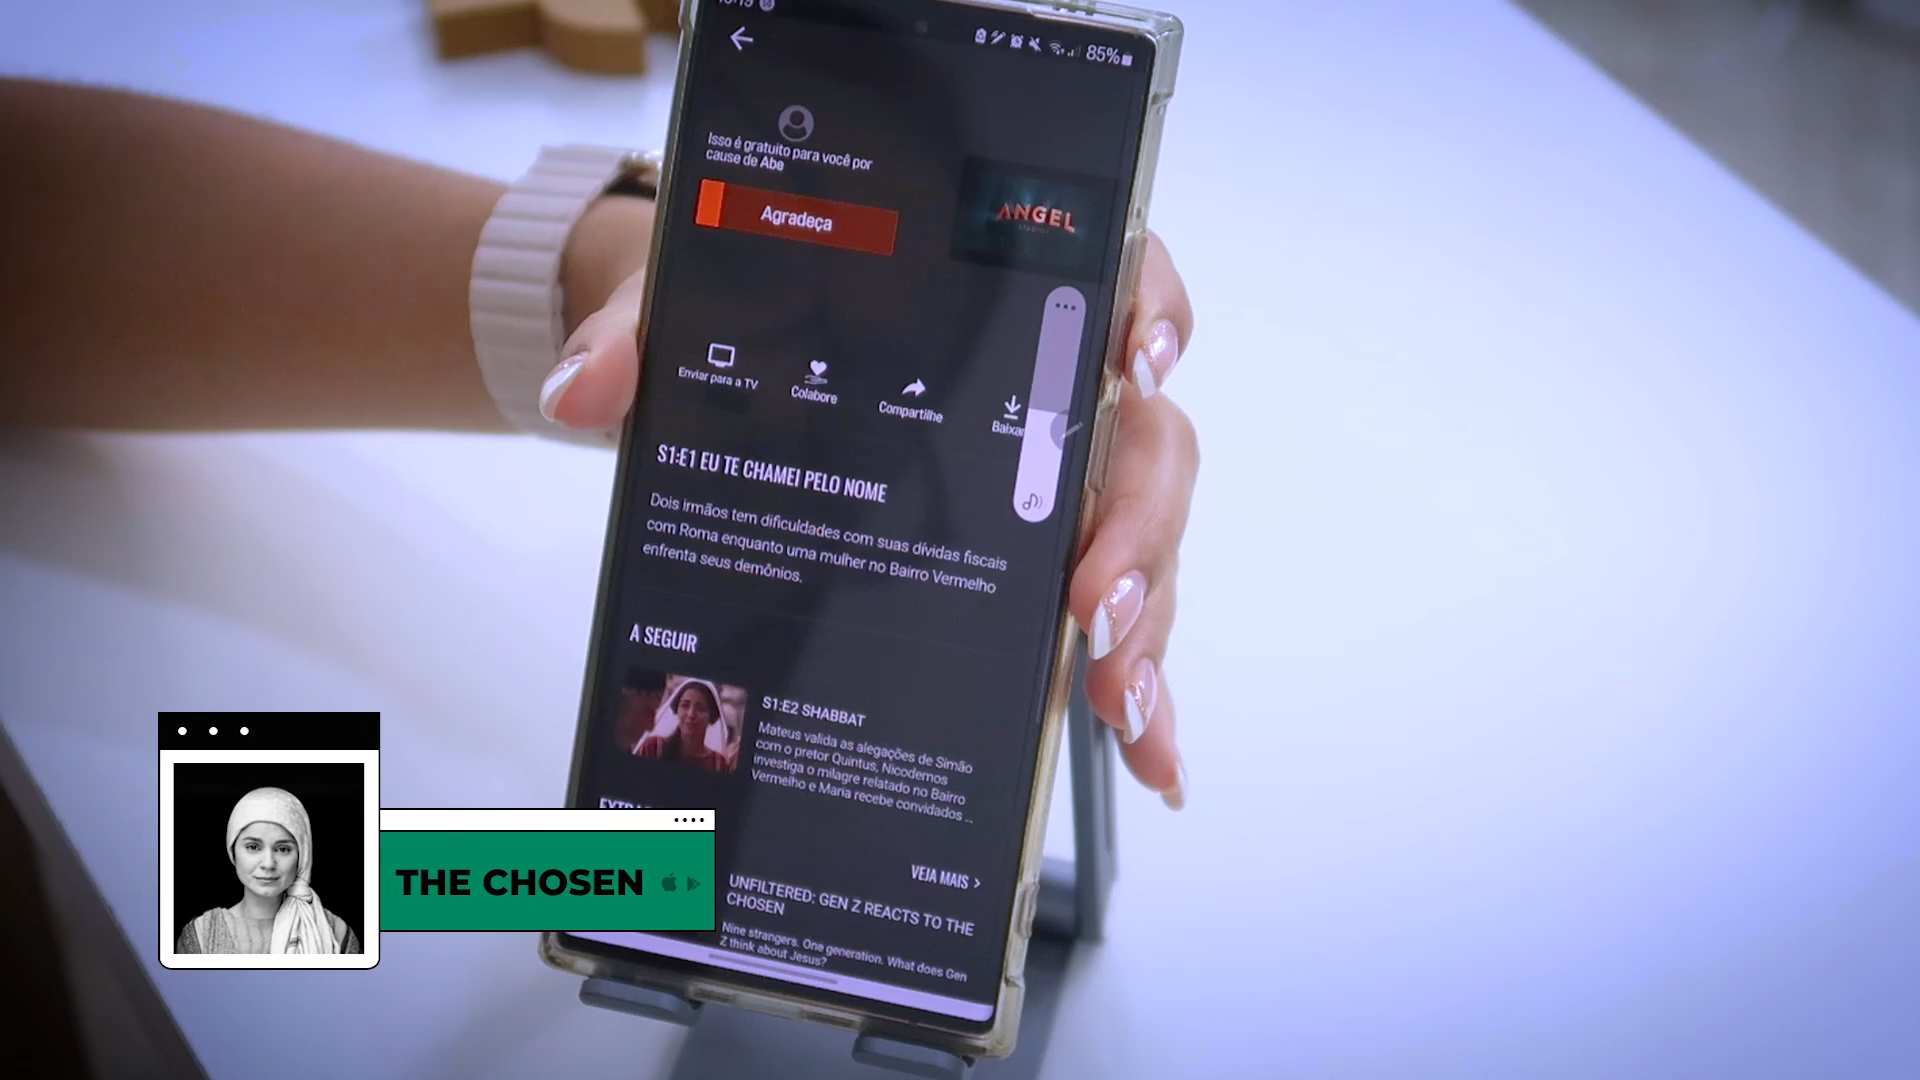 85%
Isso é gratuito para você por
cause de Abe
Agradeça
ANGEL
STUDIOS
Enviar para a TV
Colabore
Compartilhe
Baixar
S1:E1 EU TE CHAMEI PELO NOME
Dois irmãos tem dificuldades com suas dívidas fiscais
com Roma enquanto uma mulher no Bairro Vermelho
enfrenta seus demônios.
A SEGUIR
S1:E2 SHABBAT
Mateus valida as alegações de Simão
com o pretor Quintus, Nicodemos
investiga o milagre relatado no Bairro
Vermelho e Maria recebe convidados ...
VEJA MAIS >
UNFILTERED: GEN Z REACTS TO THE
CHOSEN
Nine strangers. One generation. What does Gen
Z think about Jesus?
THE CHOSEN